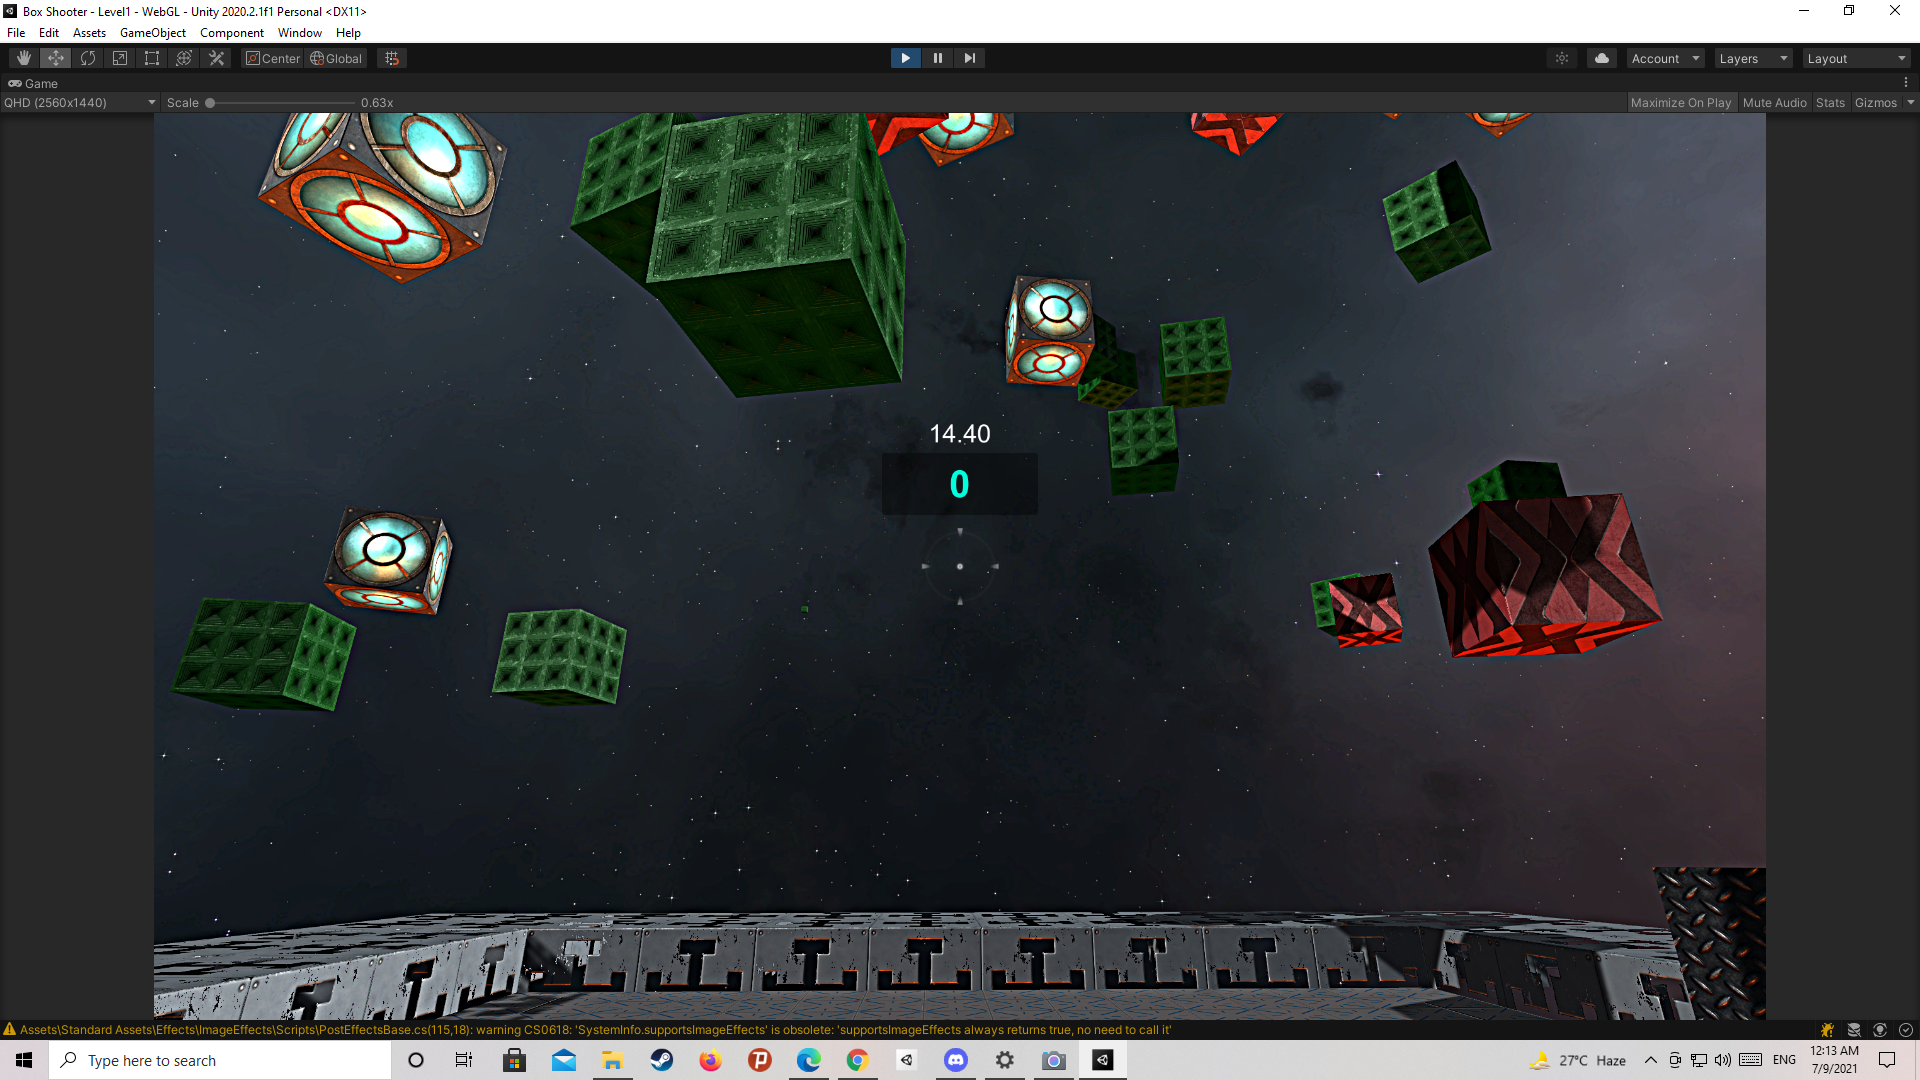 Box Shooter - Level1 - WebGL - Unity 2020.2.1f1 Personal <DX11>
File Edit Assets GameObject Component Window Help
Center Global Account Layers Layout
Game
QHD (2560x1440) Scale 0.63x Maximize On Play Mute Audio Stats Gizmos
14.40
0
Assets\Standard Assets\Effects\ImageEffects\Scripts\PostEffectsBase.cs(115,18): warning CS0618: 'SystemInfo.supportsImageEffects' is obsolete: 'supportsImageEffects always returns true, no need to call it'
Type here to search 27°C Haze ENG 12:13 AM
7/9/2021